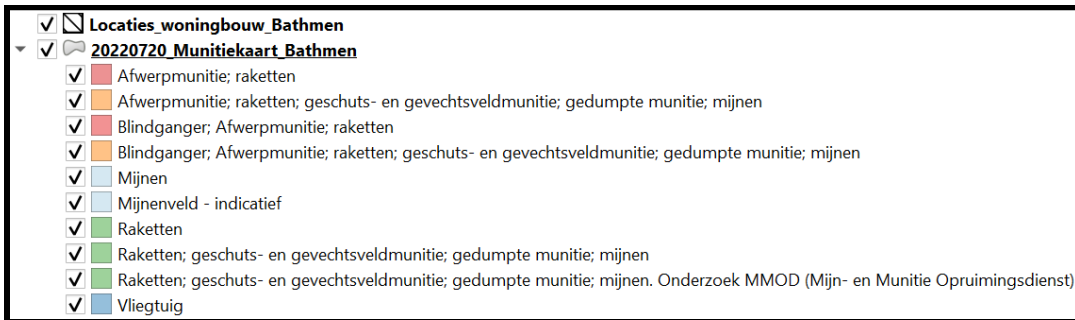 Locaties_woningbouw_Bathmen
20220720_Munitiekaart_Bathmen
Afwerpmunitie; raketten
Afwerpmunitie; raketten; geschuts- en gevechtsveldmunitie; gedumpte munitie; mijnen
Blindganger; Afwerpmunitie; raketten
Blindganger; Afwerpmunitie; raketten; geschuts- en gevechtsveldmunitie; gedumpte munitie; mijnen
Mijnen
Mijnenveld - indicatief
Raketten
Raketten; geschuts- en gevechtsveldmunitie; gedumpte munitie; mijnen
Raketten; geschuts- en gevechtsveldmunitie; gedumpte munitie; mijnen. Onderzoek MMOD (Mijn- en Munitie Opruimingsdienst)
Vliegtuig